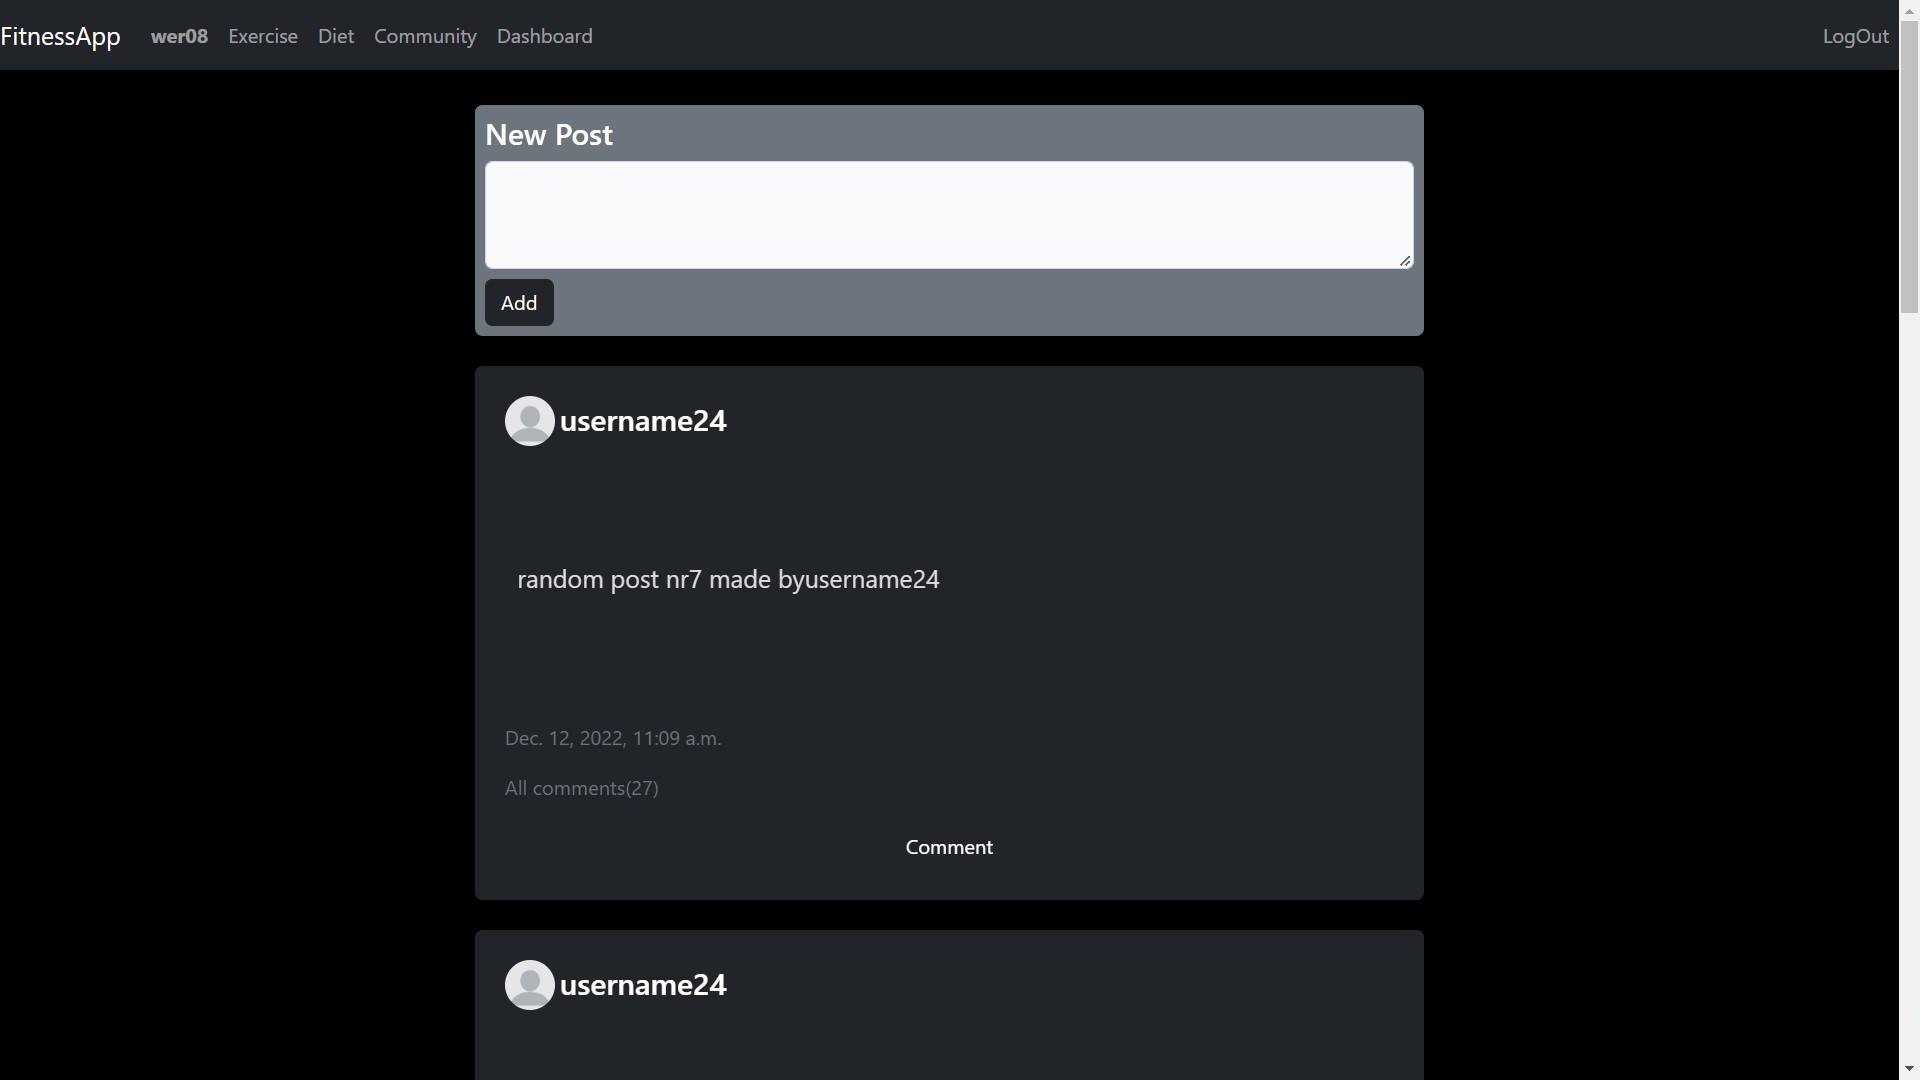 FitnessApp wer08 Exercise Diet Community Dashboard LogOut
New Post
Add
username24
random post nr7 made byusername24
Dec. 12, 2022, 11:09 a.m.
All comments(27)
Comment
username24